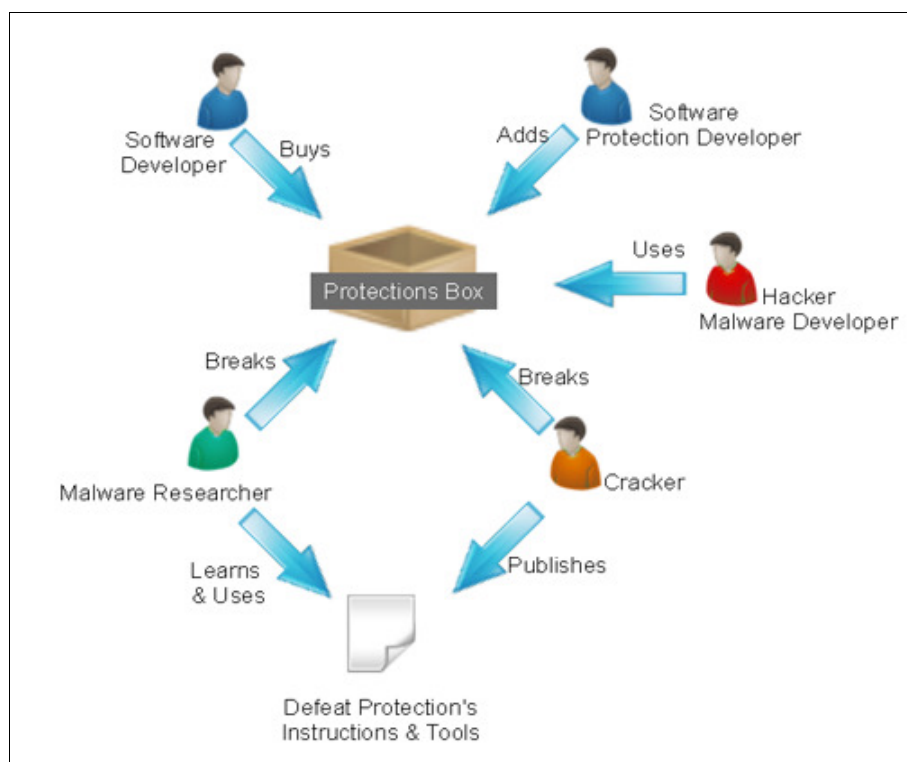 Software
Developer
Buys
Adds
Software
Protection Developer
Uses
Protections Box
Hacker
Malware Developer
Breaks
Breaks
Malware Researcher
Cracker
Learns
& Uses
Publishes
Defeat Protection's
Instructions & Tools